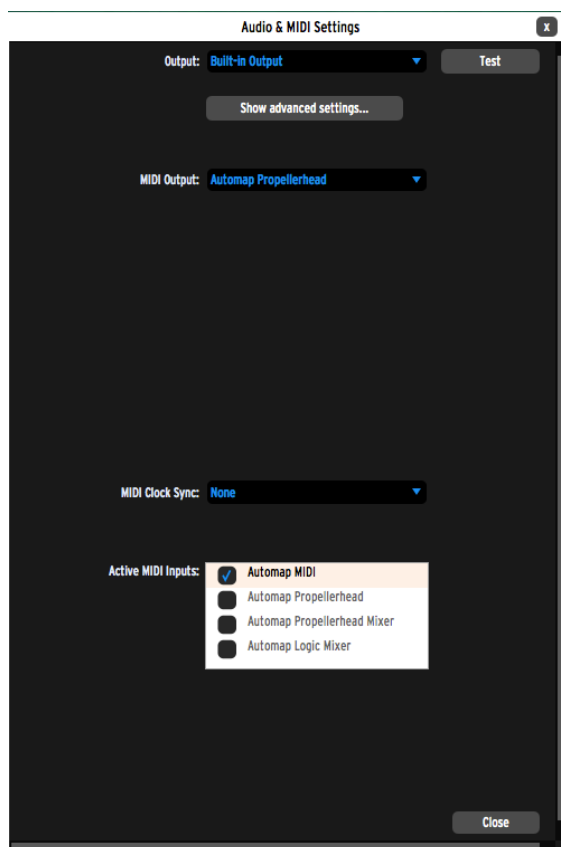 Audio & MIDI Settings x
Output: Built-in Output Test
Show advanced settings...
MIDI Output: Automap Propellerhead
MIDI Clock Sync: None
Active MIDI Inputs: Automap MIDI
Automap Propellerhead
Automap Propellerhead Mixer
Automap Logic Mixer
Close